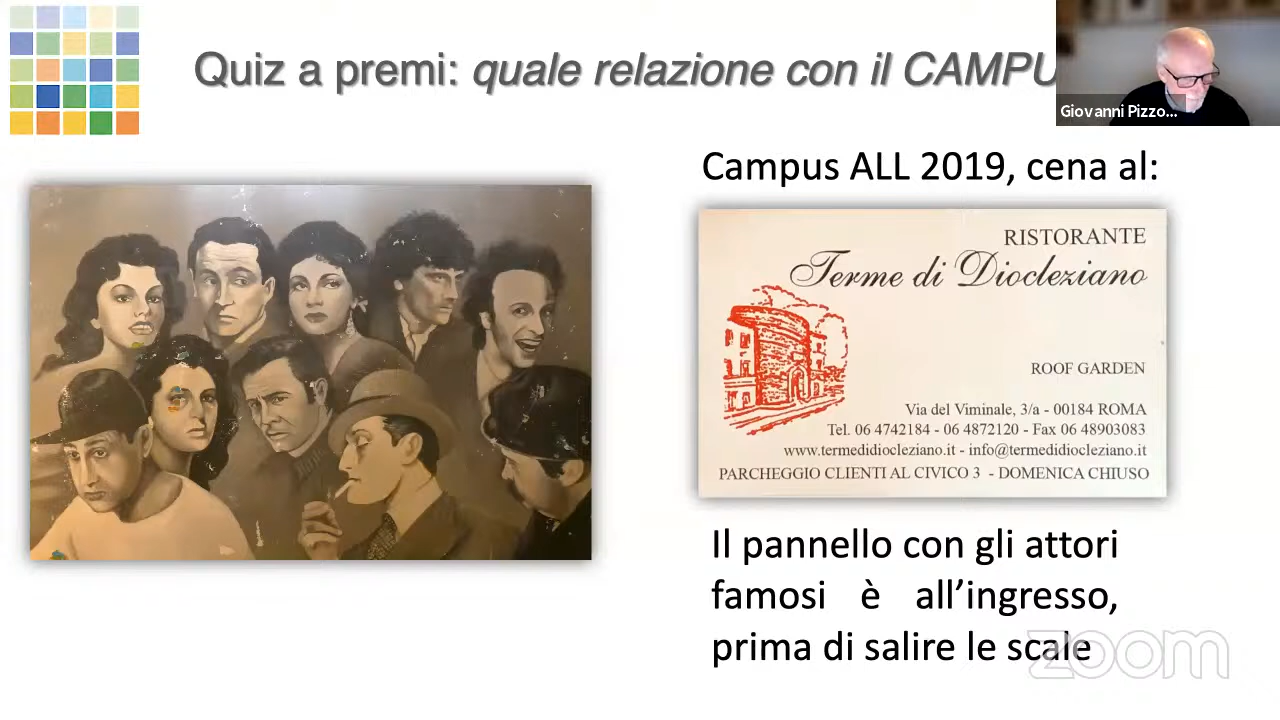 Quiz a premi: quale relazione con il CAMPU
Giovanni Pizzo...
Campus ALL 2019, cena al:
RISTORANTE
Terme di Diocleziano
ROOF GARDEN
Via del Viminale, 3/a - 00184 ROMA
Tel. 06 4742184 - 06 4872120 - Fax 06 48903083
www.termedidiocleziano.it - info@termedidiocleziano.it
PARCHEGGIO CLIENTI AL CIVICO 3 - DOMENICA CHIUSO
Il pannello con gli attori
famosi è all'ingresso,
prima di salire le scale
zoom